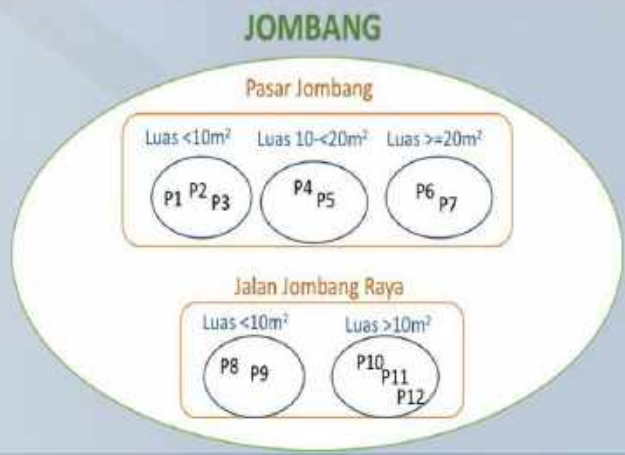 JOMBANG
Pasar Jombang
Luas <10m² Luas 10-<20m² Luas >=20m²
P1 P2 P3 P4 P5 P6 P7
Jalan Jombang Raya
Luas <10m² Luas >10m²
P8 P9 P10 P11 P12